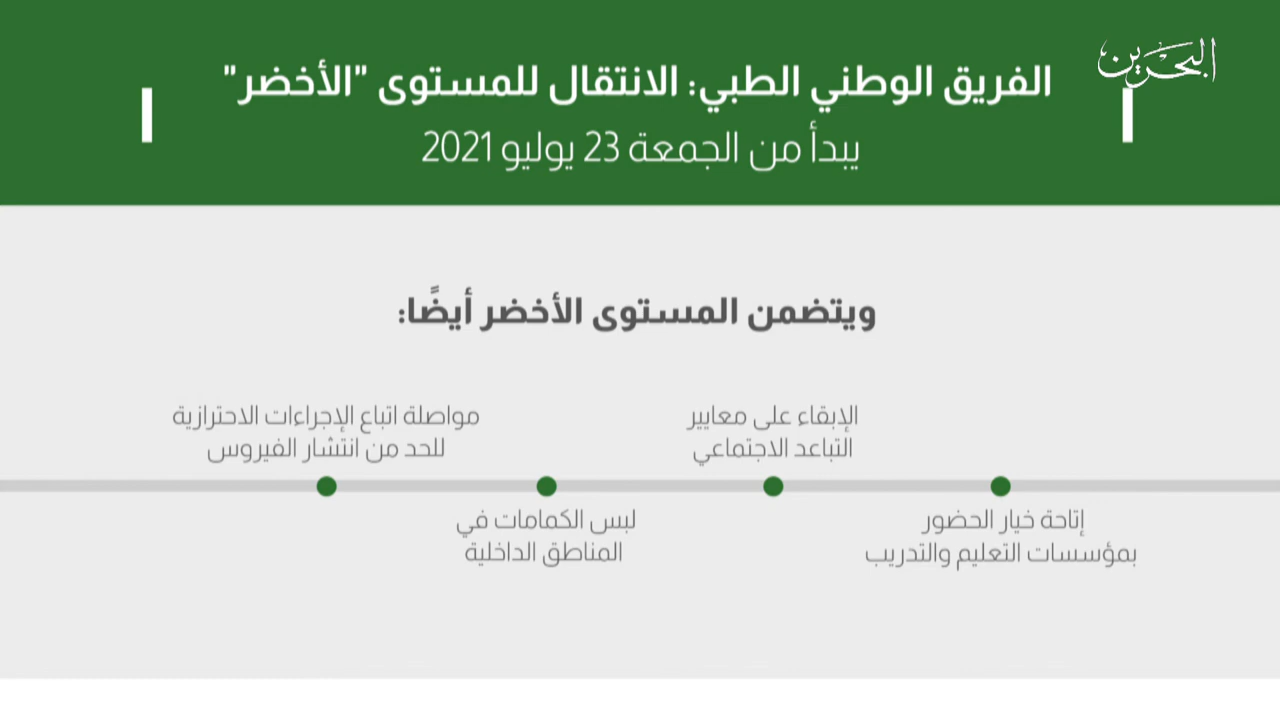 البحرين
الفريق الوطني الطبي: الانتقال للمستوى "الأخضر"
يبدأ من الجمعة 23 يوليو 2021
ويتضمن المستوى الأخضر أيضًا:
إتاحة خيار الحضور
بمؤسسات التعليم والتدريب
الإبقاء على معايير
التباعد الاجتماعي
لبس الكمامات في
المناطق الداخلية
مواصلة اتباع الإجراءات الاحترازية
للحد من انتشار الفيروس